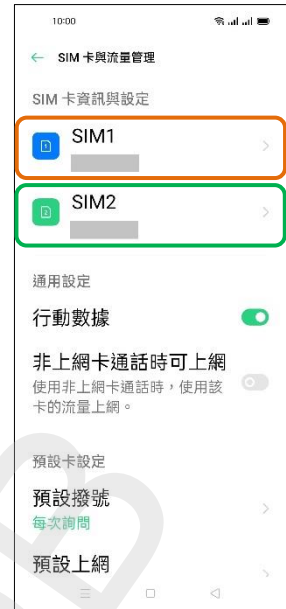 10:00
← SIM 卡與流量管理
SIM 卡資訊與設定
SIM1
SIM2
通用設定
行動數據
非上網卡通話時可上網
使用非上網卡通話時，使用該
卡的流量上網。
預設卡設定
預設撥號
每次詢問
預設上網